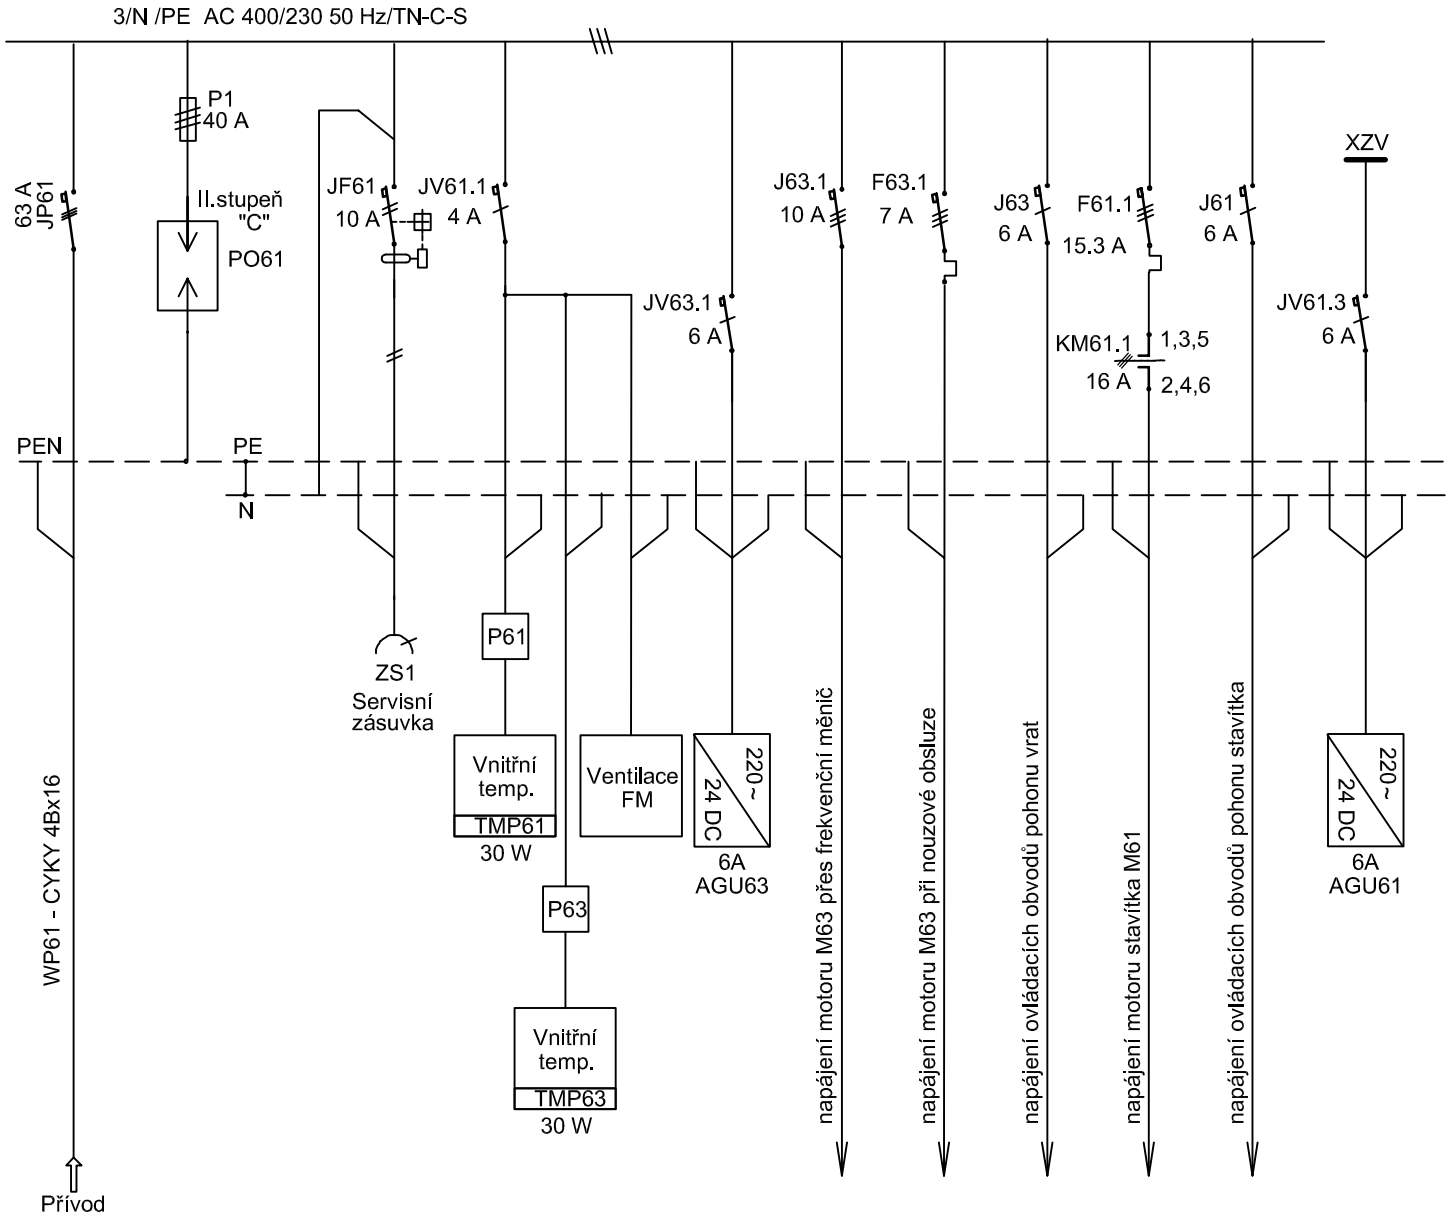 3/N /PE AC 400/230 50 Hz/TN-C-S
P1
40 A
XZV
63 A
JP61
II.stupeň
"C"
PO61
JF61
10 A
JV61.1
4 A
J63.1
10 A
F63.1
7 A
J63
6 A
F61.1
15.3 A
J61
6 A
JV63.1
6 A
JV61.3
6 A
KM61.1
16 A
1,3,5
2,4,6
PEN
PE
N
P61
ZS1
Servisní
zásuvka
Vnitřní
temp.
TMP61
30 W
Ventilace
FM
220~
24 DC
6A
AGU63
P63
Vnitřní
temp.
TMP63
30 W
WP61 - CYKY 4Bx16
napájení motoru M63 přes frekvenční měnič
napájení motoru M63 při nouzové obsluze
napájení ovládacích obvodů pohonu vrat
napájení motoru stavítka M61
napájení ovládacích obvodů pohonu stavítka
220~
24 DC
6A
AGU61
Přívod